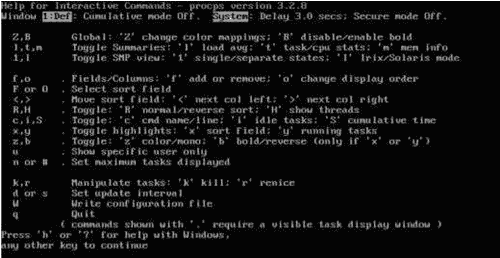 Help for Interactive Commands - procps version 3.2.8
Window 1:Def: Cumulative mode Off.  System: Delay 3.0 secs; Secure mode Off.
Z,B       Global: 'Z' change color mappings; 'B' disable/enable bold
l,t,m     Toggle Summaries: 'l' load avg; 't' task/cpu stats; 'm' mem info
1,I       Toggle SMP view: '1' single/separate states; 'I' Irix/Solaris mode
f,o     . Fields/Columns: 'f' add or remove; 'o' change display order
F or O  . Select sort field
<,>     . Move sort field: '<' next col left; '>' next col right
R,H     . Toggle: 'R' normal/reverse sort; 'H' show threads
c,i,S   . Toggle: 'c' cmd name/line; 'i' idle tasks; 'S' cumulative time
x,y     . Toggle highlights: 'x' sort field; 'y' running tasks
z,b     . Toggle: 'z' color/mono; 'b' bold/reverse (only if 'x' or 'y')
u       . Show specific user only
n or #  . Set maximum tasks displayed
k,r       Manipulate tasks: 'k' kill; 'r' renice
d or s    Set update interval
W         Write configuration file
q         Quit
( commands shown with '.' require a visible task display window )
Press 'h' or '?' for help with Windows,
any other key to continue